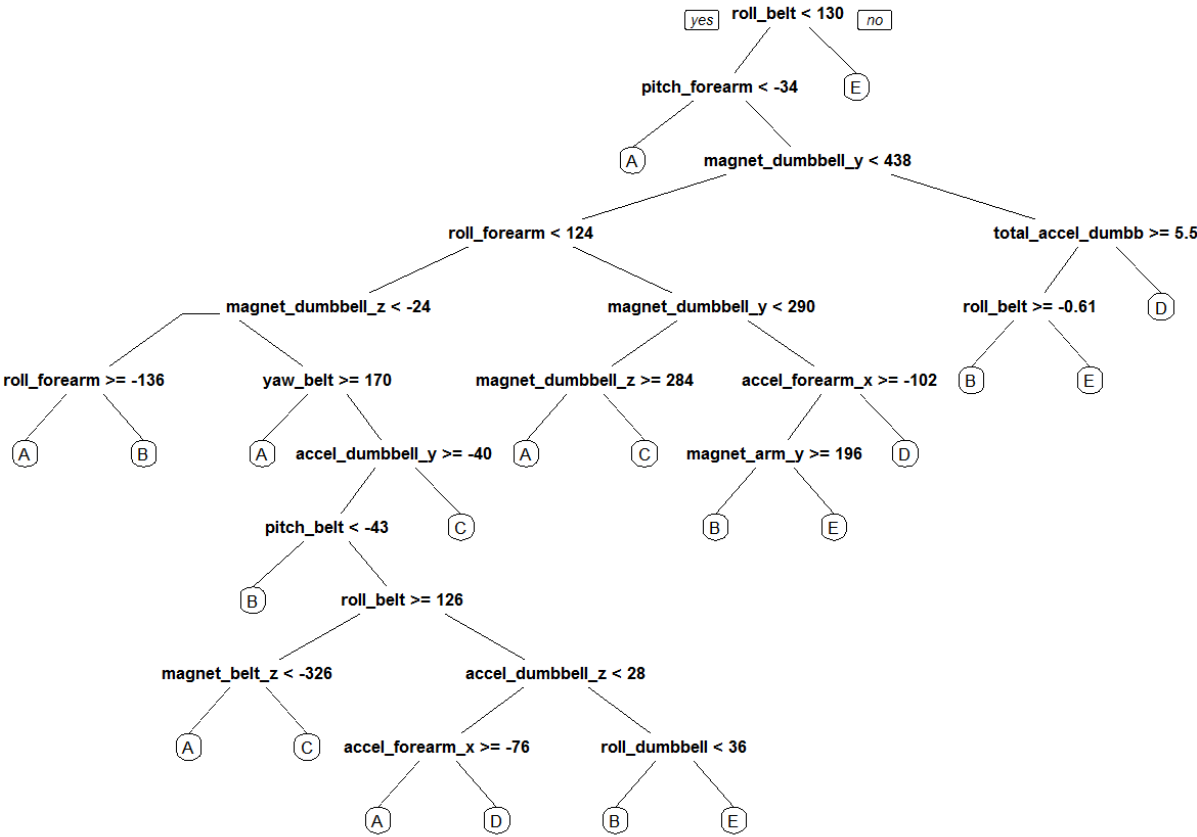 yes roll_belt < 130 no
pitch_forearm < -34 E
A magnet_dumbbell_y < 438
roll_forearm < 124 total_accel_dumbb >= 5.5
magnet_dumbbell_z < -24 magnet_dumbbell_y < 290 roll_belt >= -0.61 D
roll_forearm >= -136 yaw_belt >= 170 magnet_dumbbell_z >= 284 accel_forearm_x >= -102 B E
A B A accel_dumbbell_y >= -40 A C magnet_arm_y >= 196 D
pitch_belt < -43 C B E
B roll_belt >= 126
magnet_belt_z < -326 accel_dumbbell_z < 28
A C accel_forearm_x >= -76 roll_dumbbell < 36
A D B E